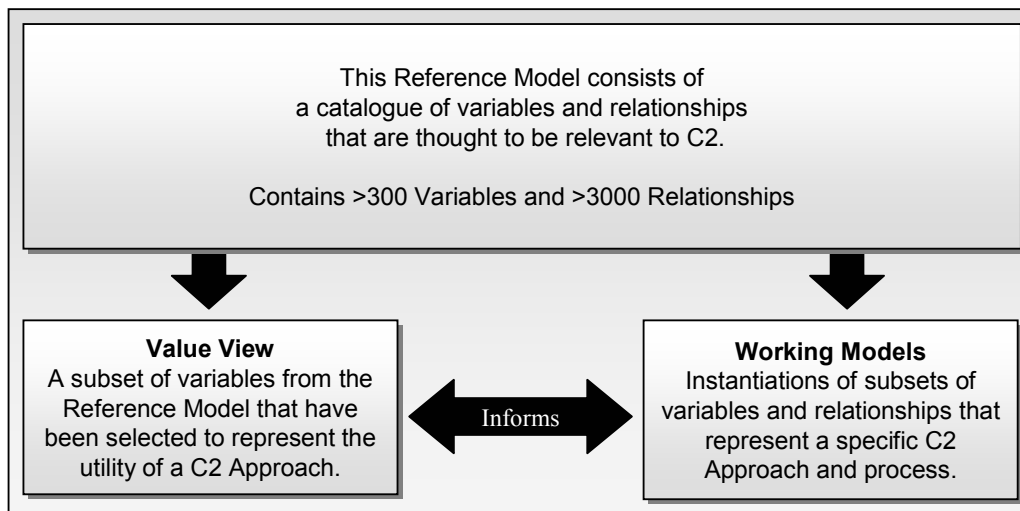 This Reference Model consists of
a catalogue of variables and relationships
that are thought to be relevant to C2.
Contains >300 Variables and >3000 Relationships
Value View
A subset of variables from the
Reference Model that have
been selected to represent the
utility of a C2 Approach.
Informs
Working Models
Instantiations of subsets of
variables and relationships that
represent a specific C2
Approach and process.